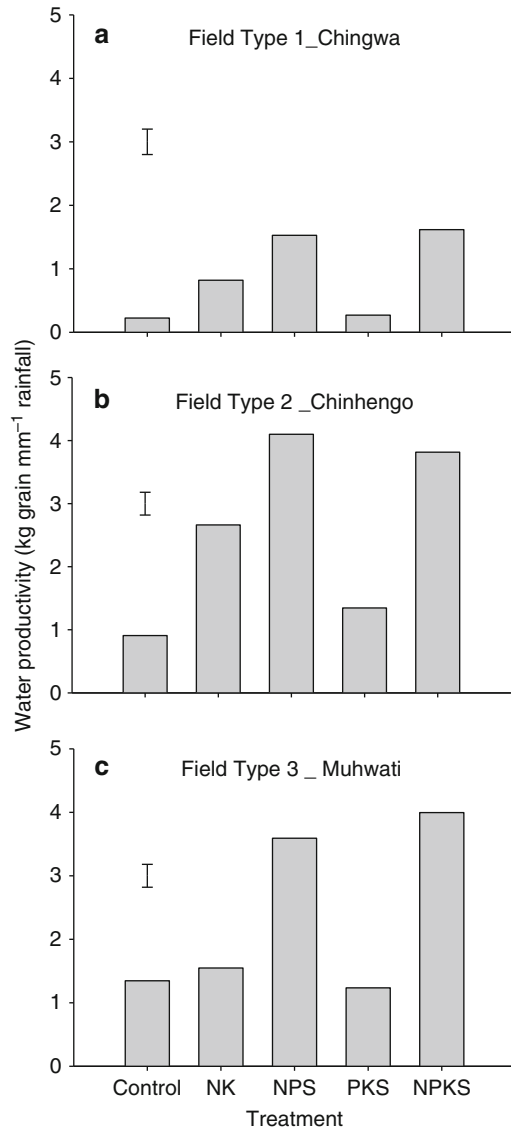 Water productivity (kg grain mm⁻¹ rainfall)
a
Field Type 1_Chingwa
5
4
3
2
1
0
b
Field Type 2 _Chinhengo
5
4
3
2
1
0
c
Field Type 3 _ Muhwati
5
4
3
2
1
0
Control NK NPS PKS NPKS
Treatment